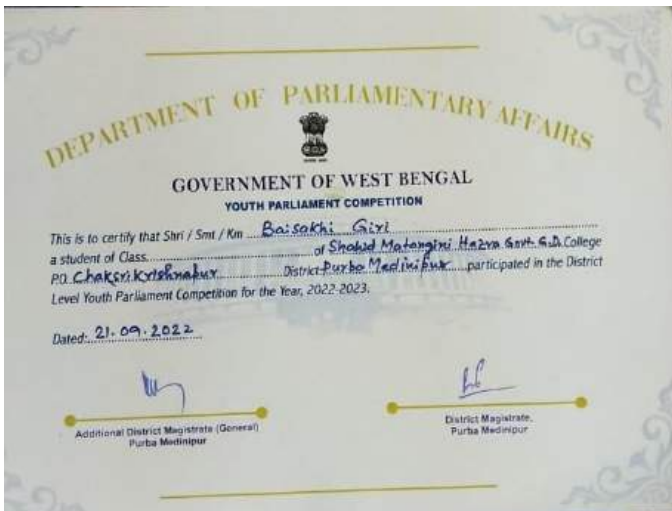 DEPARTMENT OF PARLIAMENTARY AFFAIRS
GOVERNMENT OF WEST BENGAL
YOUTH PARLIAMENT COMPETITION
This is to certify that Shri / Smt / Km Baisakhi Giri
a student of Class of Shahid Matangini Hazra Govt. G.D. College
P.O. Chaksrikrishnapur District Purba Medinipur participated in the District
Level Youth Parliament Competition for the Year, 2022-2023.
Dated: 21.09.2022
Additional District Magistrate (General)
Purba Medinipur
District Magistrate,
Purba Medinipur